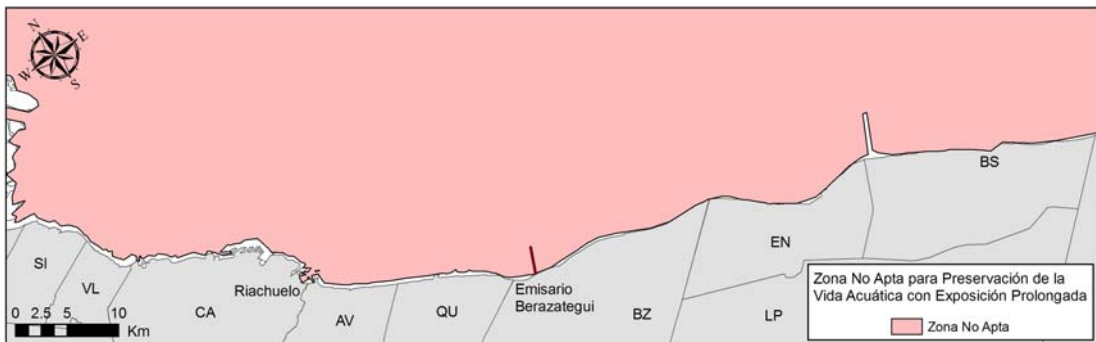 N
E
W
S
BS
EN
SI
VL
Riachuelo
Emisario
Berazategui
CA
AV
QU
BZ
LP
0 2.5 5 10
Km
Zona No Apta para Preservación de la
Vida Acuática con Exposición Prolongada
Zona No Apta